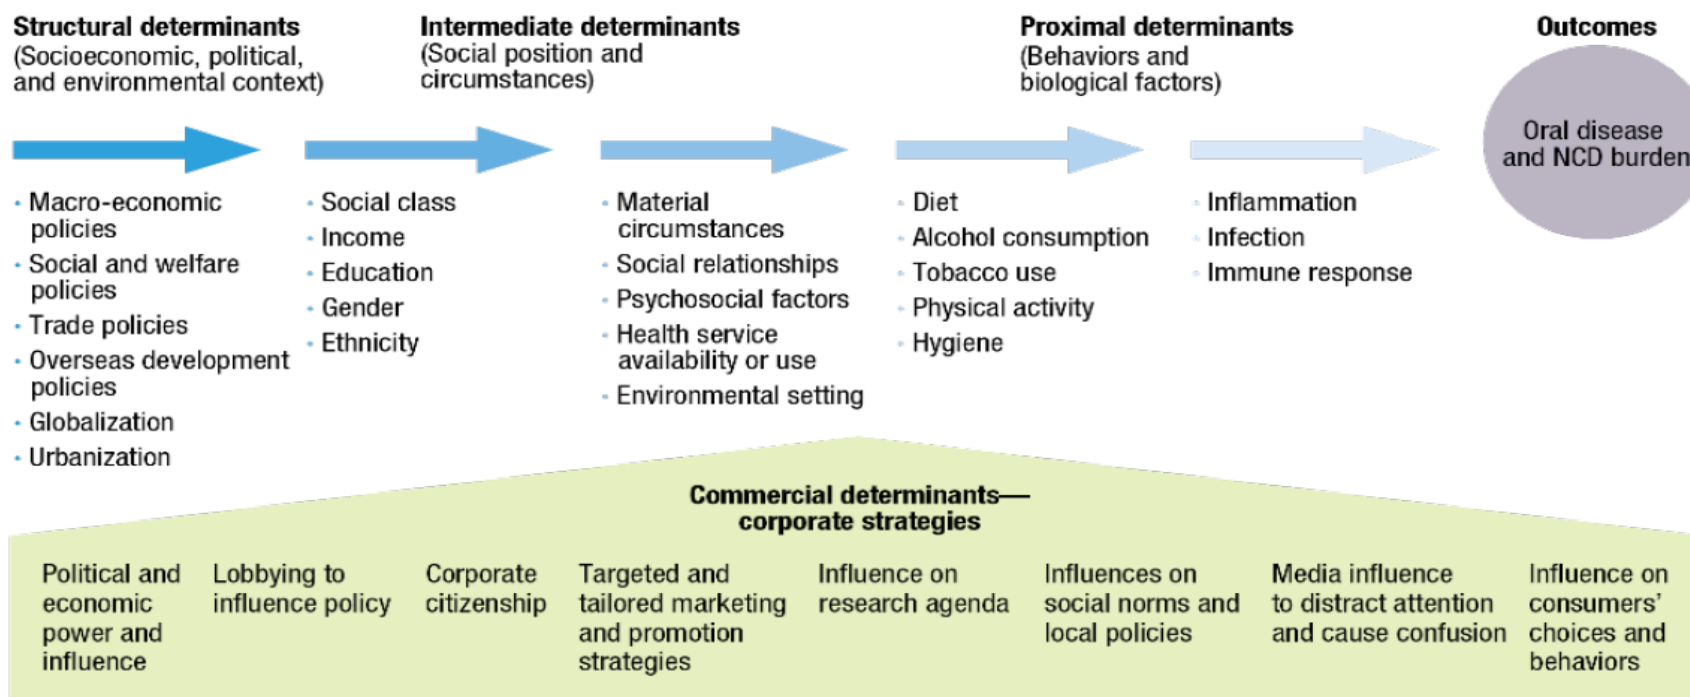 Structural determinants
(Socioeconomic, political,
and environmental context)
Intermediate determinants
(Social position and
circumstances)
Proximal determinants
(Behaviors and
biological factors)
Outcomes
Oral disease
and NCD burden
• Macro-economic
policies
• Social and welfare
policies
• Trade policies
• Overseas development
policies
• Globalization
• Urbanization
• Social class
• Income
• Education
• Gender
• Ethnicity
• Material
circumstances
• Social relationships
• Psychosocial factors
• Health service
availability or use
• Environmental setting
• Diet
• Alcohol consumption
• Tobacco use
• Physical activity
• Hygiene
• Inflammation
• Infection
• Immune response
Commercial determinants—
corporate strategies
Political and
economic
power and
influence
Lobbying to
influence policy
Corporate
citizenship
Targeted and
tailored marketing
and promotion
strategies
Influence on
research agenda
Influences on
social norms and
local policies
Media influence
to distract attention
and cause confusion
Influence on
consumers’
choices and
behaviors